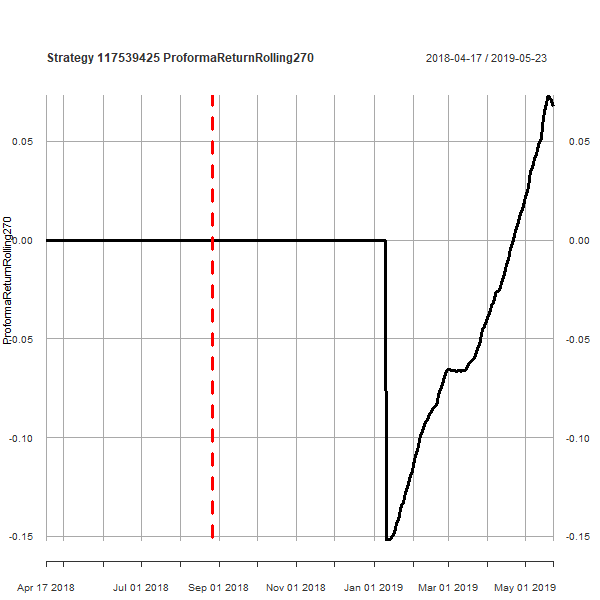 Strategy 117539425 ProformaReturnRolling270
2018-04-17 / 2019-05-23
0.05
0.05
ProformaReturnRolling270
0.00
0.00
-0.05
-0.05
-0.10
-0.10
-0.15
-0.15
Apr 17 2018
Jul 01 2018
Sep 01 2018
Nov 01 2018
Jan 01 2019
Mar 01 2019
May 01 2019